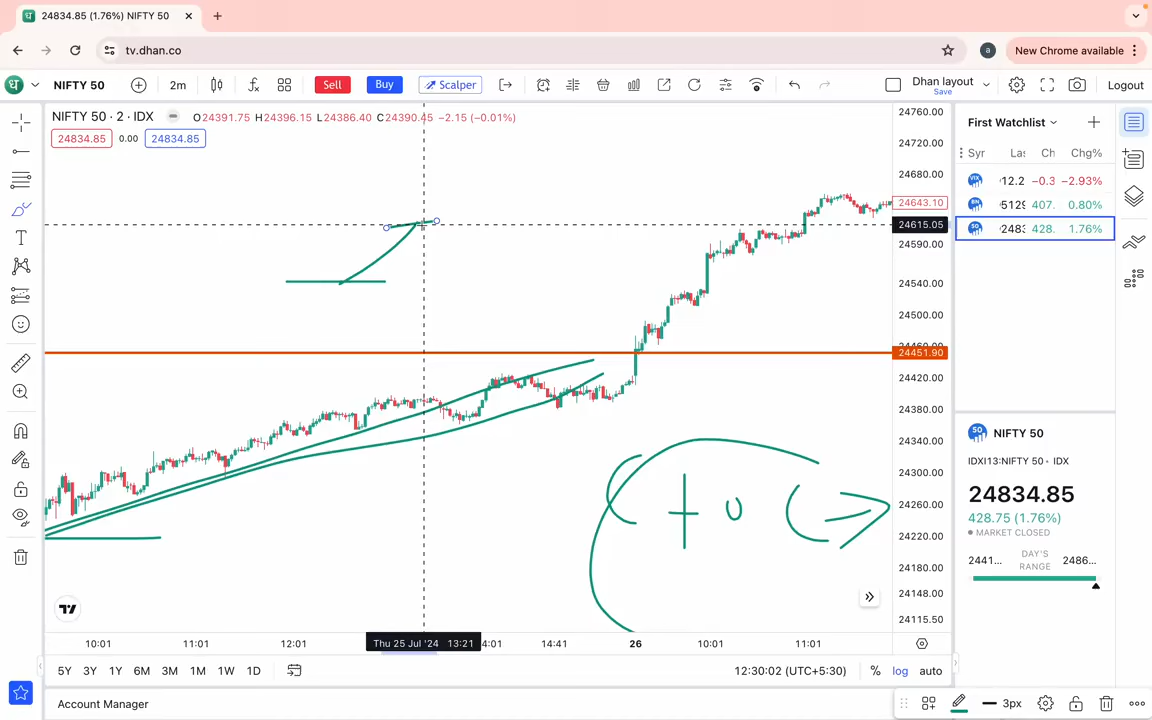 24834.85 (1.76%) NIFTY 50
tv.dhan.co
a
New Chrome available
NIFTY 50
2m
Sell
Buy
Scalper
Dhan layout
Save
Logout
NIFTY 50 · 2 · IDX
O24391.75 H24396.15 L24386.40 C24390.45 −2.15 (−0.01%)
24834.85
0.00
24834.85
24760.00
24720.00
24680.00
24643.10
24615.05
24590.00
24540.00
24500.00
24451.90
24420.00
24380.00
24340.00
24300.00
24260.00
24220.00
24180.00
24148.00
24115.50
First Watchlist
Syr
Chg%
−2.93%
407.
0.80%
428.
1.76%
NIFTY 50
IDXI13:NIFTY 50 · IDX
24834.85
428.75 (1.76%)
MARKET CLOSED
2441...
DAY'S RANGE
2486...
10:01
11:01
12:01
Thu 25 Jul '24 13:21
4:01
14:41
26
10:01
11:01
5Y
3Y
1Y
6M
3M
1M
1W
1D
12:30:02 (UTC+5:30)
%
log
auto
Account Manager
3px